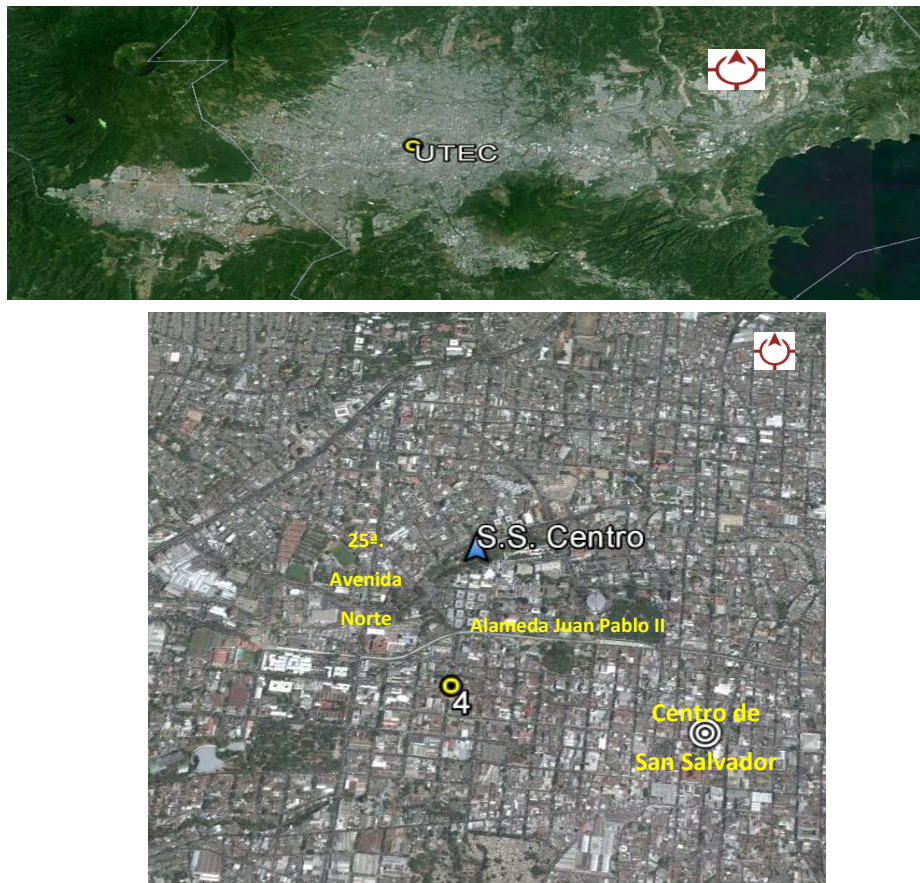 UTEC
S.S. Centro
25ª.
Avenida
Norte
Alameda Juan Pablo II
4
Centro de
San Salvador